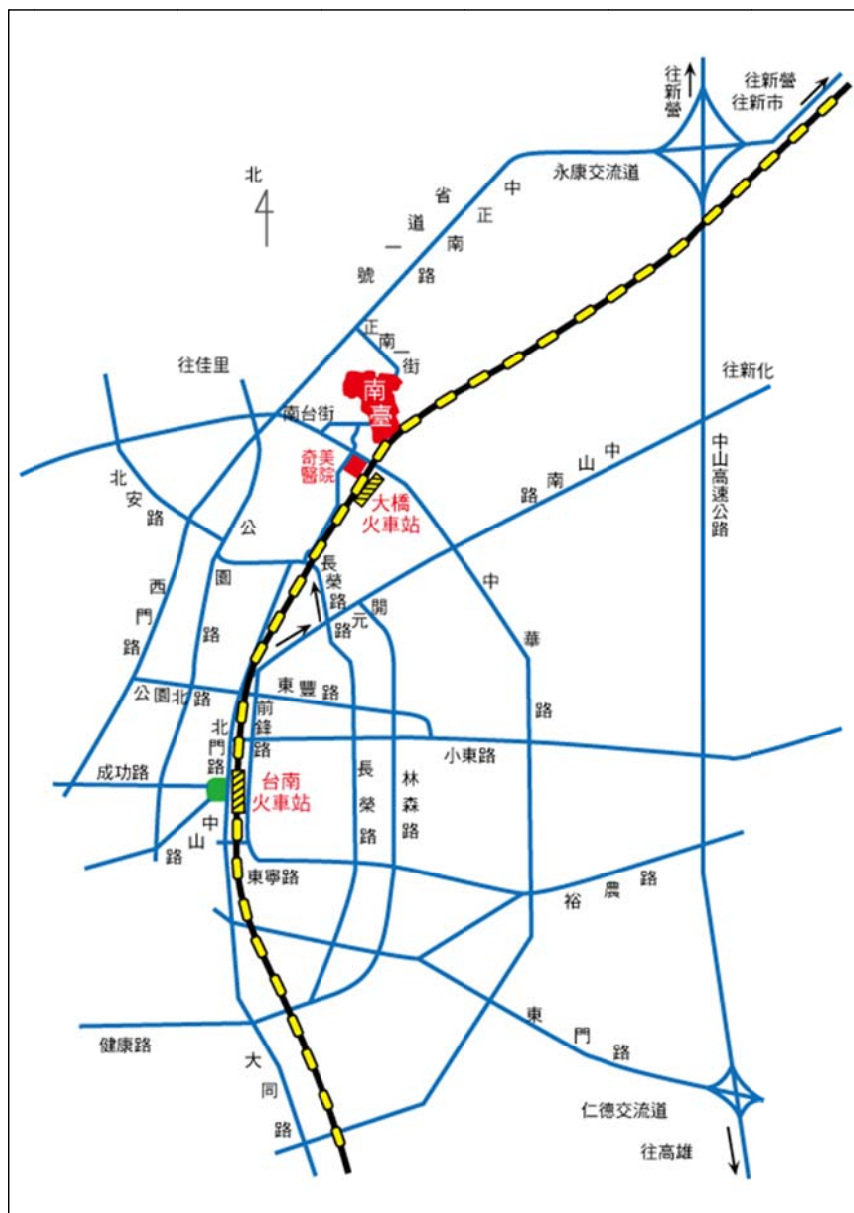 往新營
往新營
往新市
永康交流道
北
省道一號
中正南路
正南一街
往佳里
南臺
南台街
往新化
奇美
醫院
大橋
火車站
中山南路
中山高速公路
北安路
公園路
西門路
長榮路
開元路
中華路
公園北路
東豐路
北門路
前鋒路
小東路
成功路
台南
火車站
長榮路
林森路
中山路
東寧路
裕農路
東門路
健康路
大同路
仁德交流道
往高雄